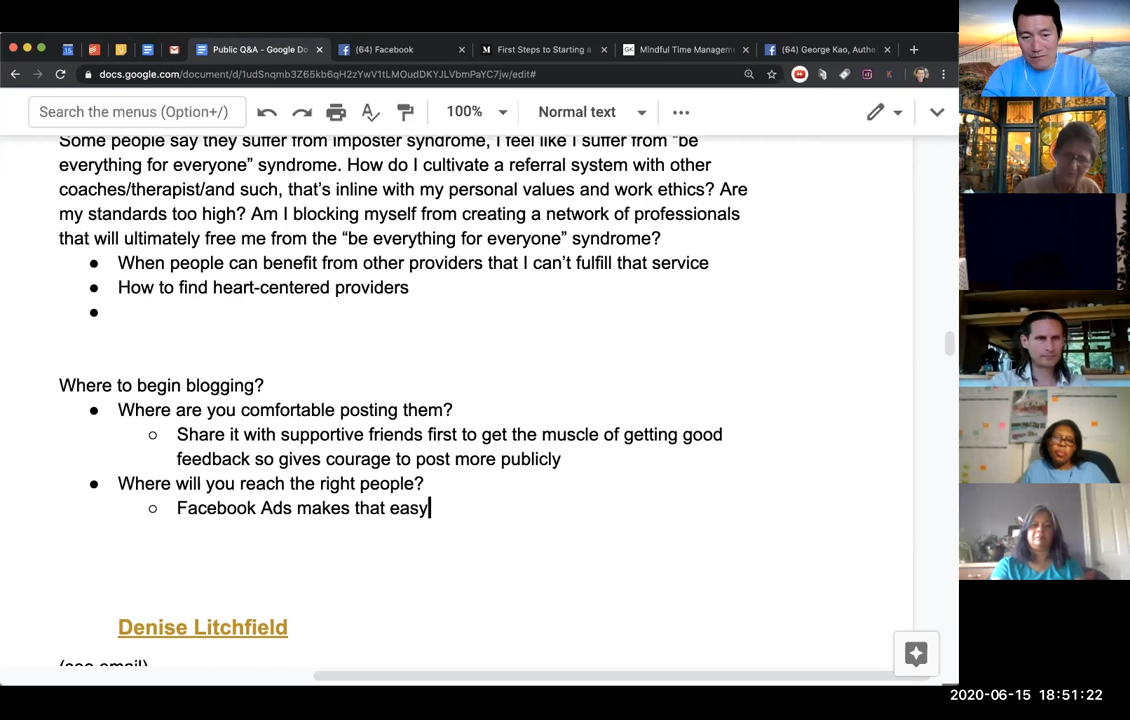 Public Q&A - Google Do
(64) Facebook
First Steps to Starting a
Mindful Time Managem
(64) George Kao, Authe
docs.google.com/document/d/1udSnqmb3Z65kb6qH2zYwV1tLMOudDKYJLVbmPaYC7jw/edit#
Search the menus (Option+/)
100%
Normal text
Some people say they suffer from imposter syndrome, I feel like I suffer from “be
everything for everyone” syndrome. How do I cultivate a referral system with other
coaches/therapist/and such, that’s inline with my personal values and work ethics? Are
my standards too high? Am I blocking myself from creating a network of professionals
that will ultimately free me from the “be everything for everyone” syndrome?
● When people can benefit from other providers that I can’t fulfill that service
● How to find heart-centered providers
●
Where to begin blogging?
● Where are you comfortable posting them?
○ Share it with supportive friends first to get the muscle of getting good
feedback so gives courage to post more publicly
● Where will you reach the right people?
○ Facebook Ads makes that easy
Denise Litchfield
(see email)
2020-06-15 18:51:22